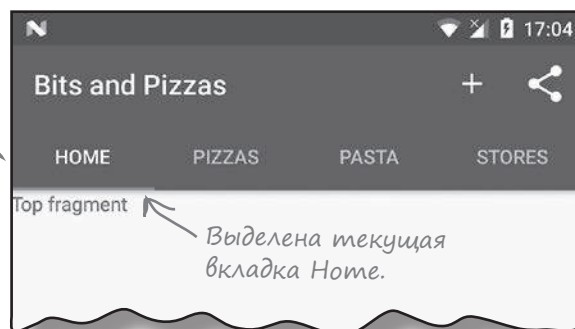 17:04
Bits and Pizzas
HOME PIZZAS PASTA STORES
Top fragment
Выделена текущая
вкладка Home.